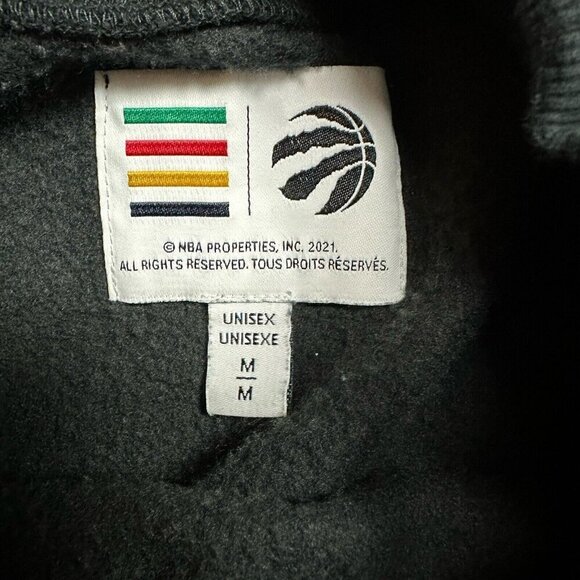 © NBA PROPERTIES, INC. 2021.
ALL RIGHTS RESERVED. TOUS DROITS RÉSERVÉS.
UNISEX
UNISEXE
M
M